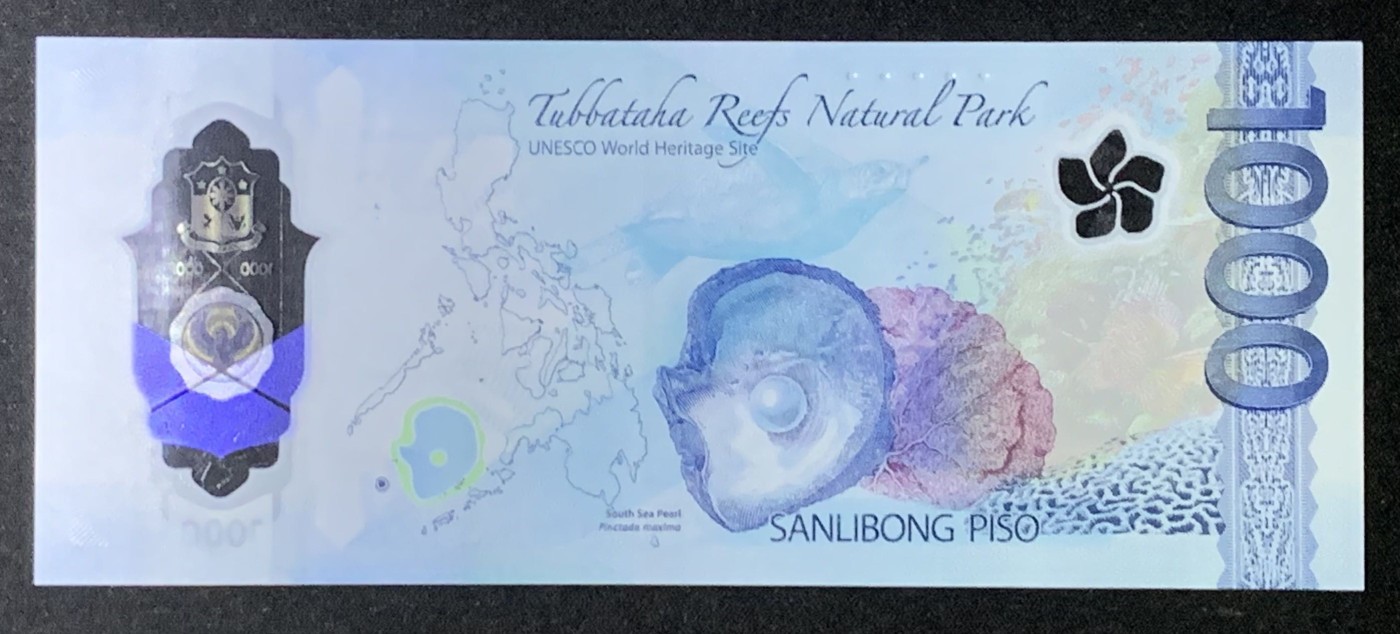 Tubbataha Reefs Natural Park
UNESCO World Heritage Site
1000
South Sea Pearl
Pinctada maxima
SANLIBONG PISO